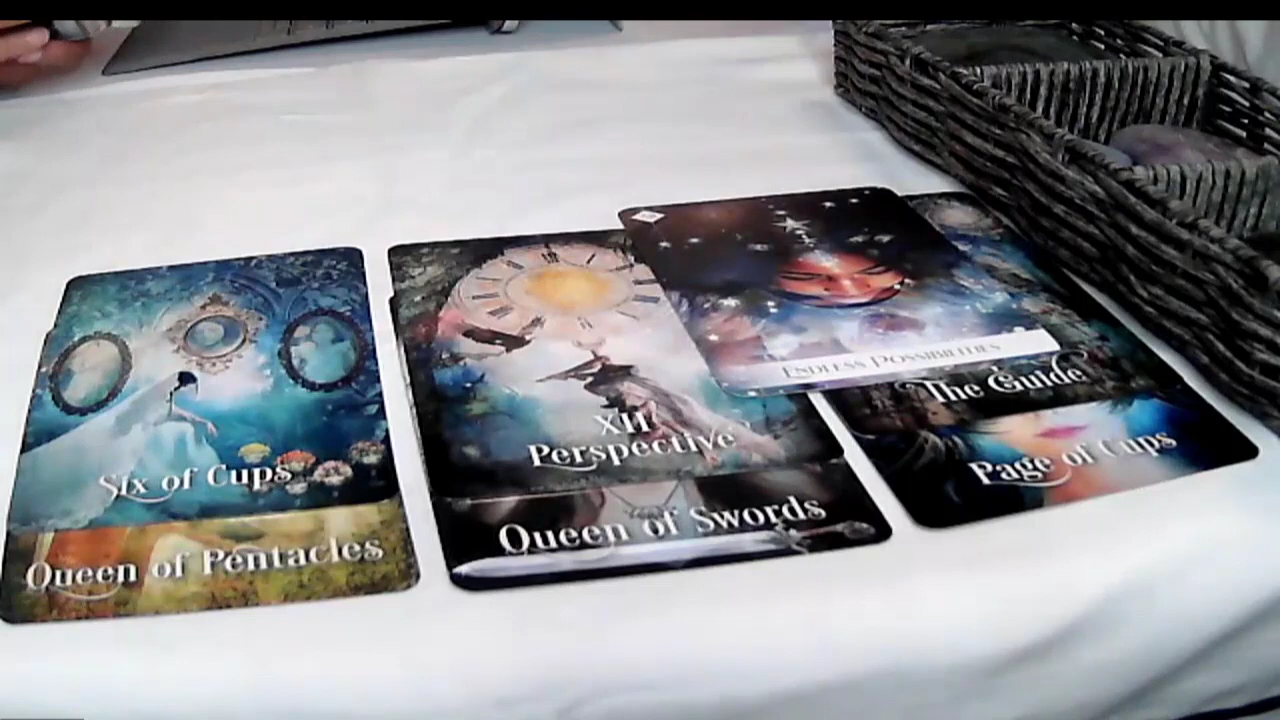 Six of Cups
Queen of Pentacles
XII
Perspective
Queen of Swords
Endless Possibilities
The Guide
Page of Cups